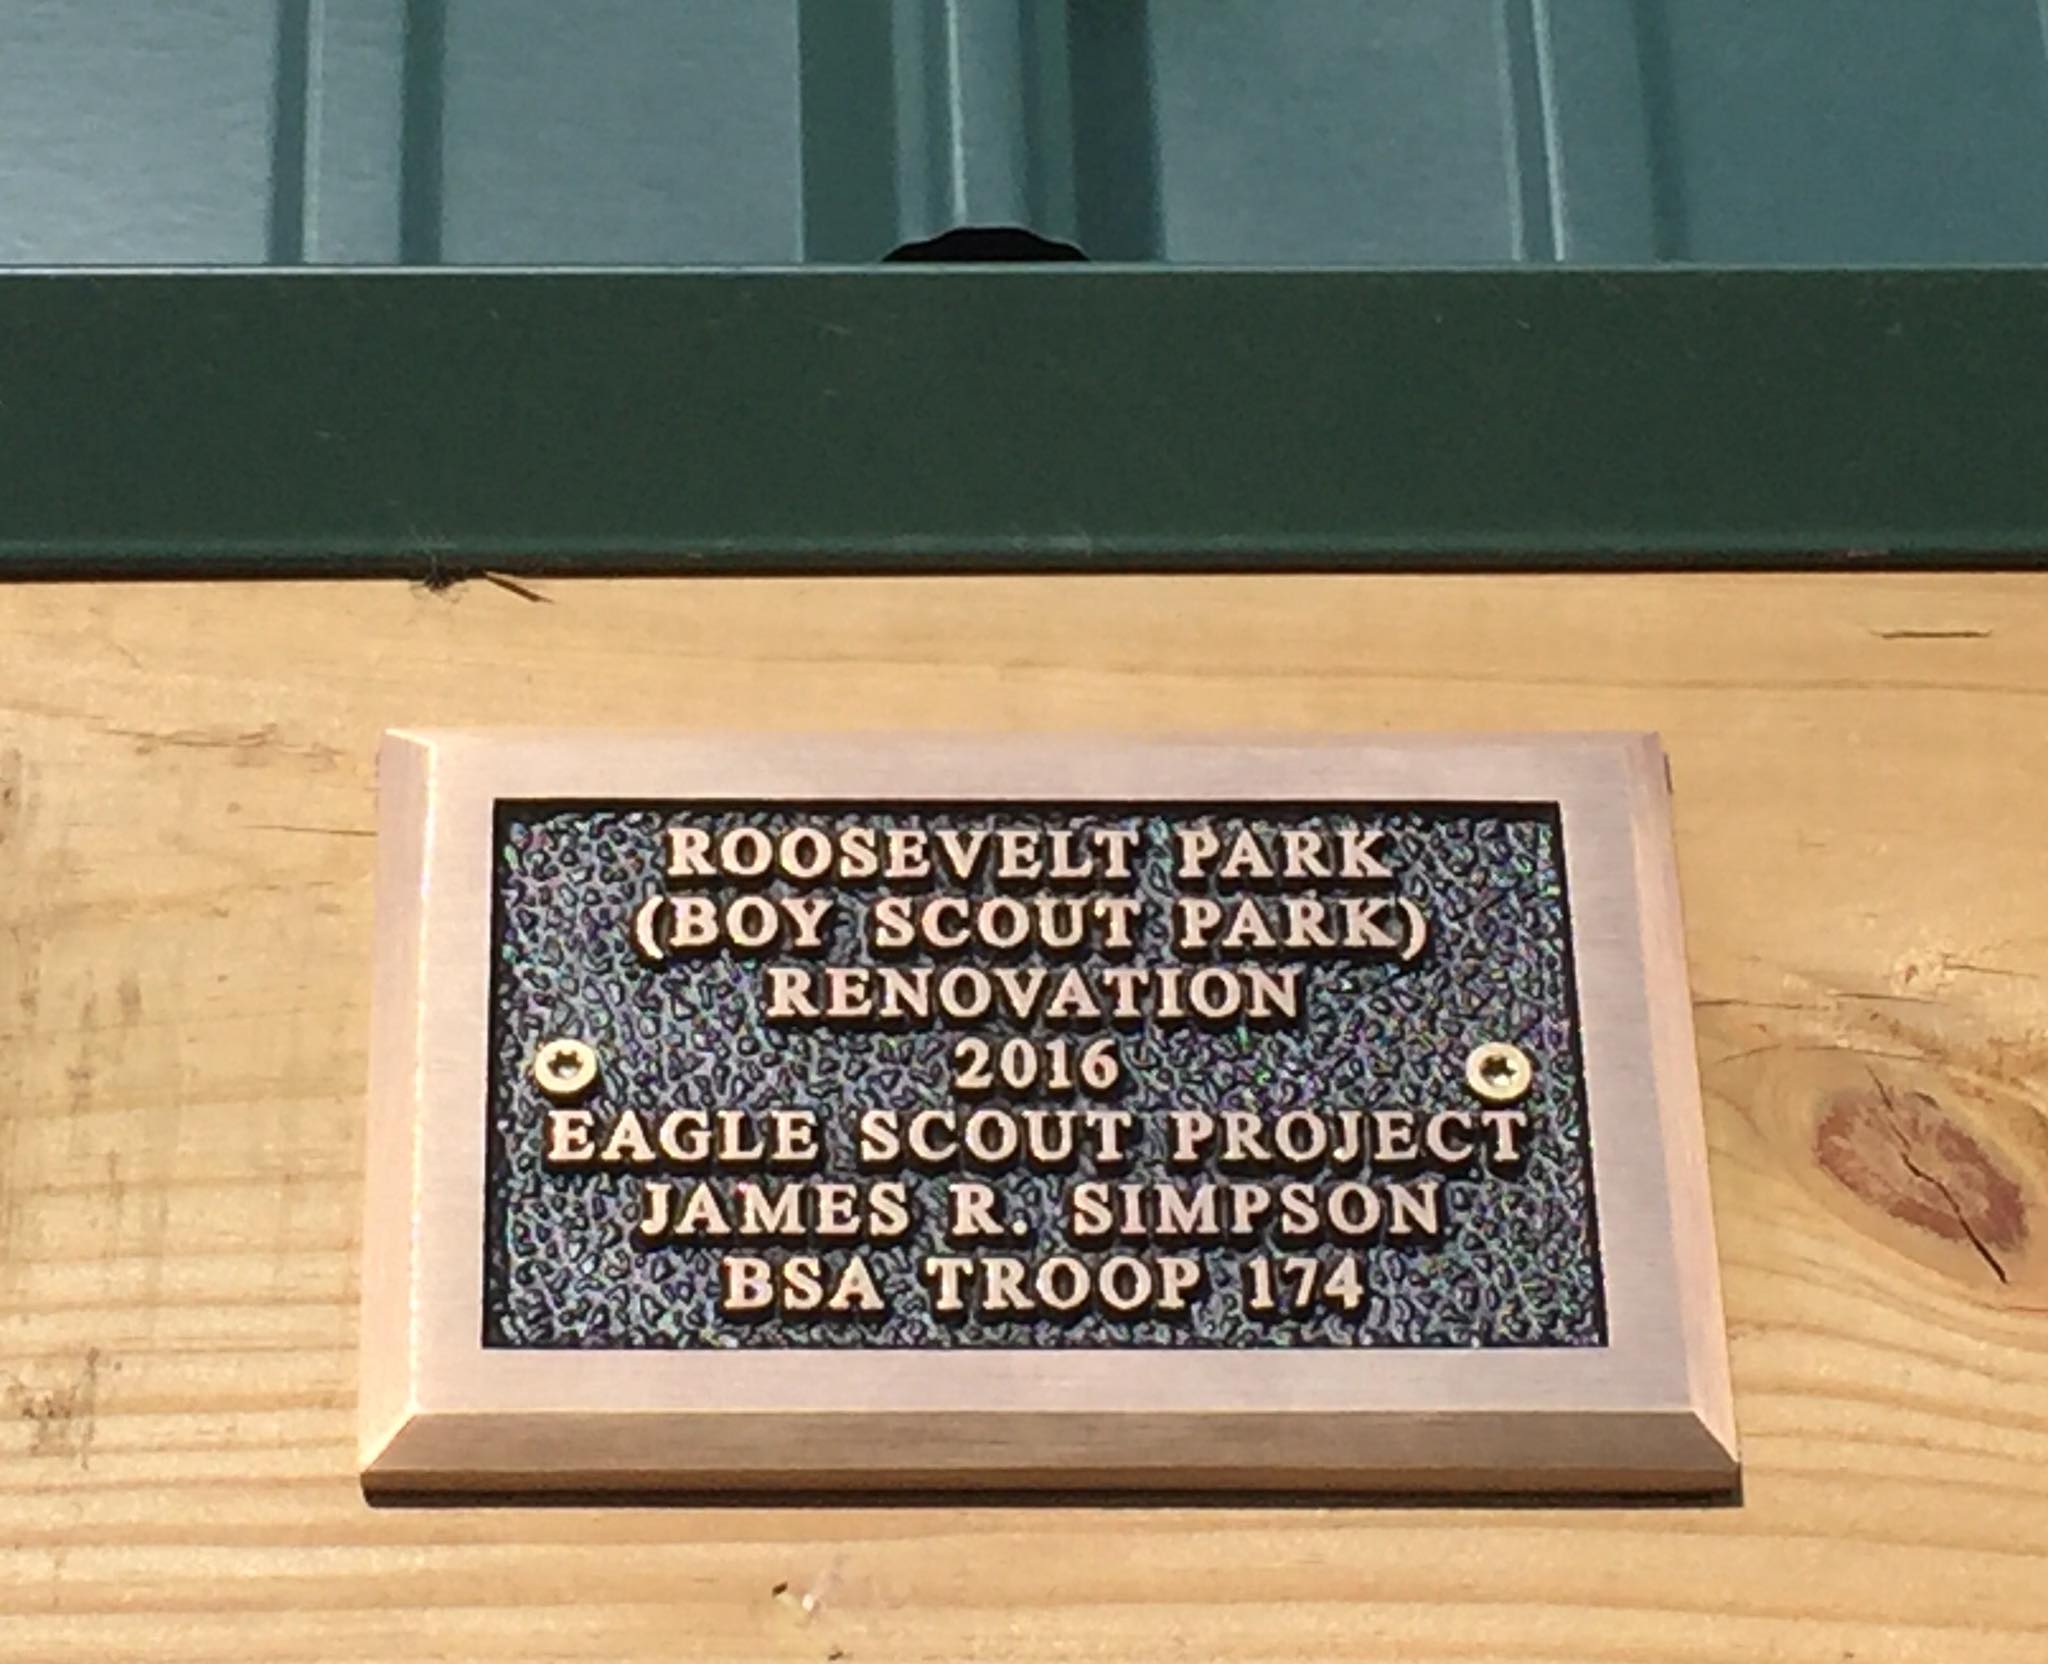 ROOSEVELT PARK
(BOY SCOUT PARK)
RENOVATION
2016
EAGLE SCOUT PROJECT
JAMES R. SIMPSON
BSA TROOP 174